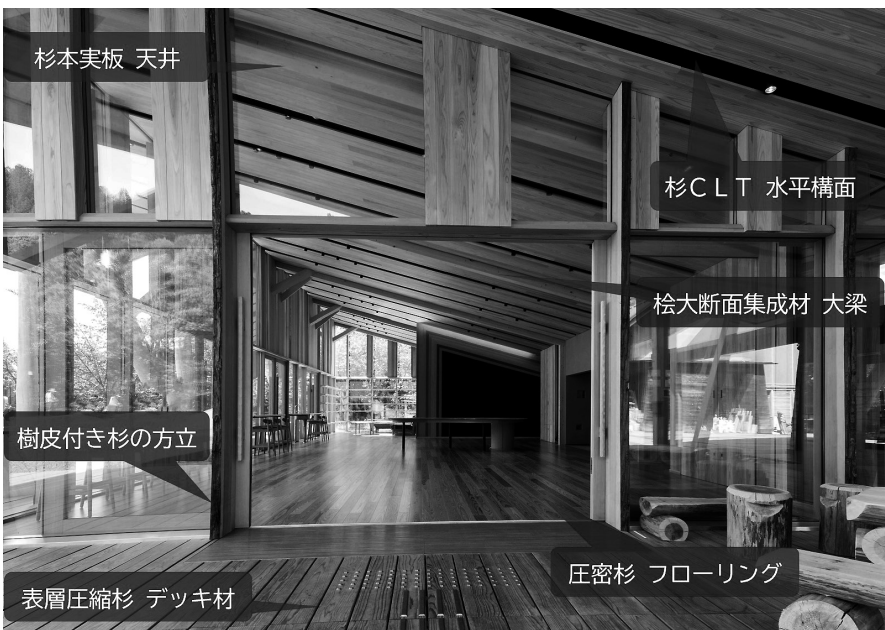 杉本実板 天井
杉ＣＬＴ 水平構面
桧大断面集成材 大梁
樹皮付き杉の方立
圧密杉 フローリング
表層圧縮杉 デッキ材